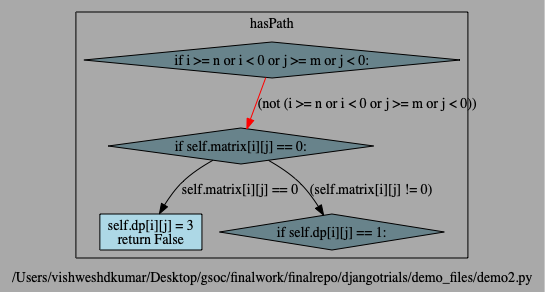 hasPath
if i >= n or i < 0 or j >= m or j < 0:
(not (i >= n or i < 0 or j >= m or j < 0))
if self.matrix[i][j] == 0:
self.matrix[i][j] == 0
(self.matrix[i][j] != 0)
self.dp[i][j] = 3
return False
if self.dp[i][j] == 1:
/Users/vishweshdkumar/Desktop/gsoc/finalwork/finalrepo/djangotrials/demo_files/demo2.py